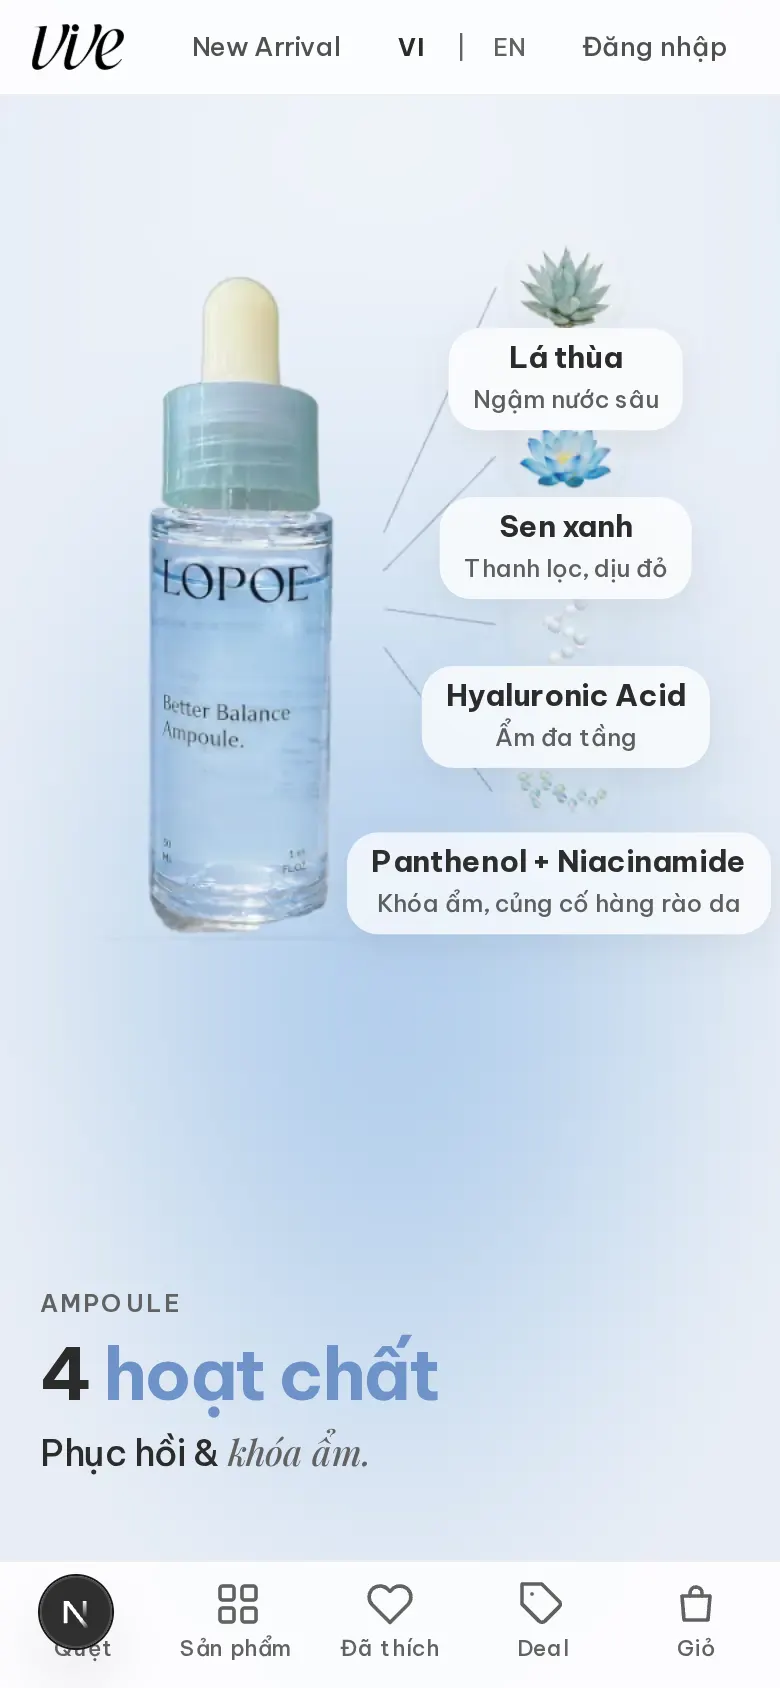 ViVe
New Arrival
VI | EN
Đăng nhập
Lá thùa
Ngậm nước sâu
Sen xanh
Thanh lọc, dịu đỏ
LOPOE
Hyaluronic Acid
Ẩm đa tầng
Better Balance
Ampoule.
Panthenol + Niacinamide
Khóa ẩm, củng cố hàng rào da
AMPOULE
4 hoạt chất
Phục hồi & khóa ẩm.
N
Quẹt
Sản phẩm
Đã thích
Deal
Giỏ